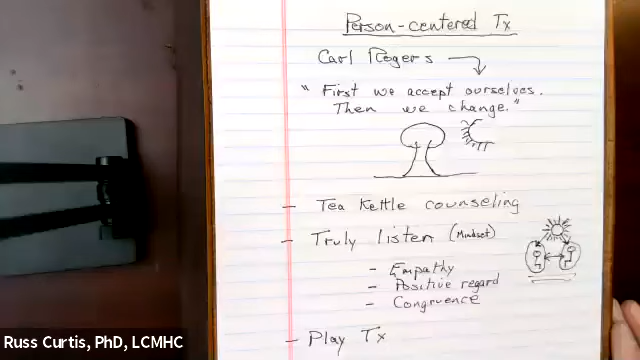 Person-centered Tx
Carl Rogers
"First we accept ourselves.
Then we change."
- Tea Kettle counseling
- Truly listen (Mindset)
- Empathy
- Positive regard
- Congruence
- Play Tx
Russ Curtis, PhD, LCMHC